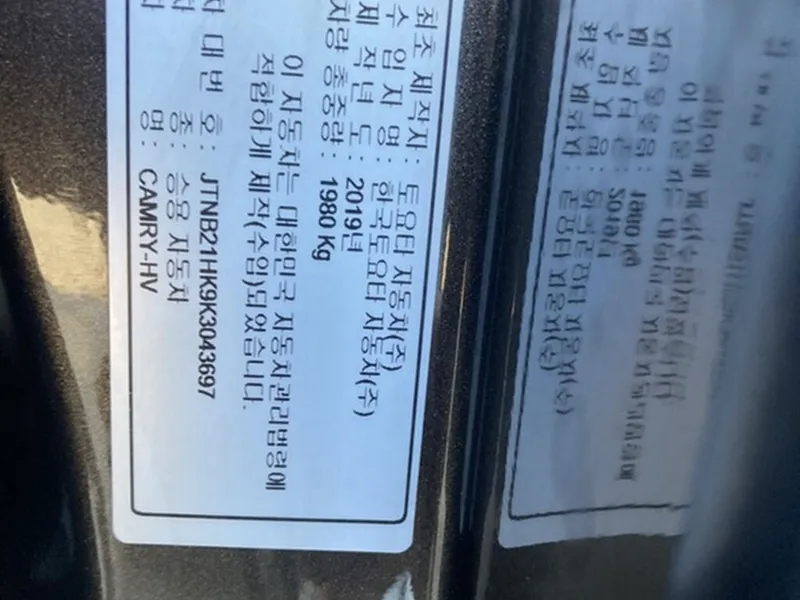 최초 제작자: 토요타 자동차(주)
수 입 자 명: 한국토요타 자동차(주)
제 작 년 도: 2019년
차량 총중량: 1980 Kg
이 자동차는 대한민국 자동차관리법령에
적합하게 제작(수입)되었습니다.
차 대 번 호: JTNB21HK9K3043697
종: 승용 자동차
명: CAMRY-HV